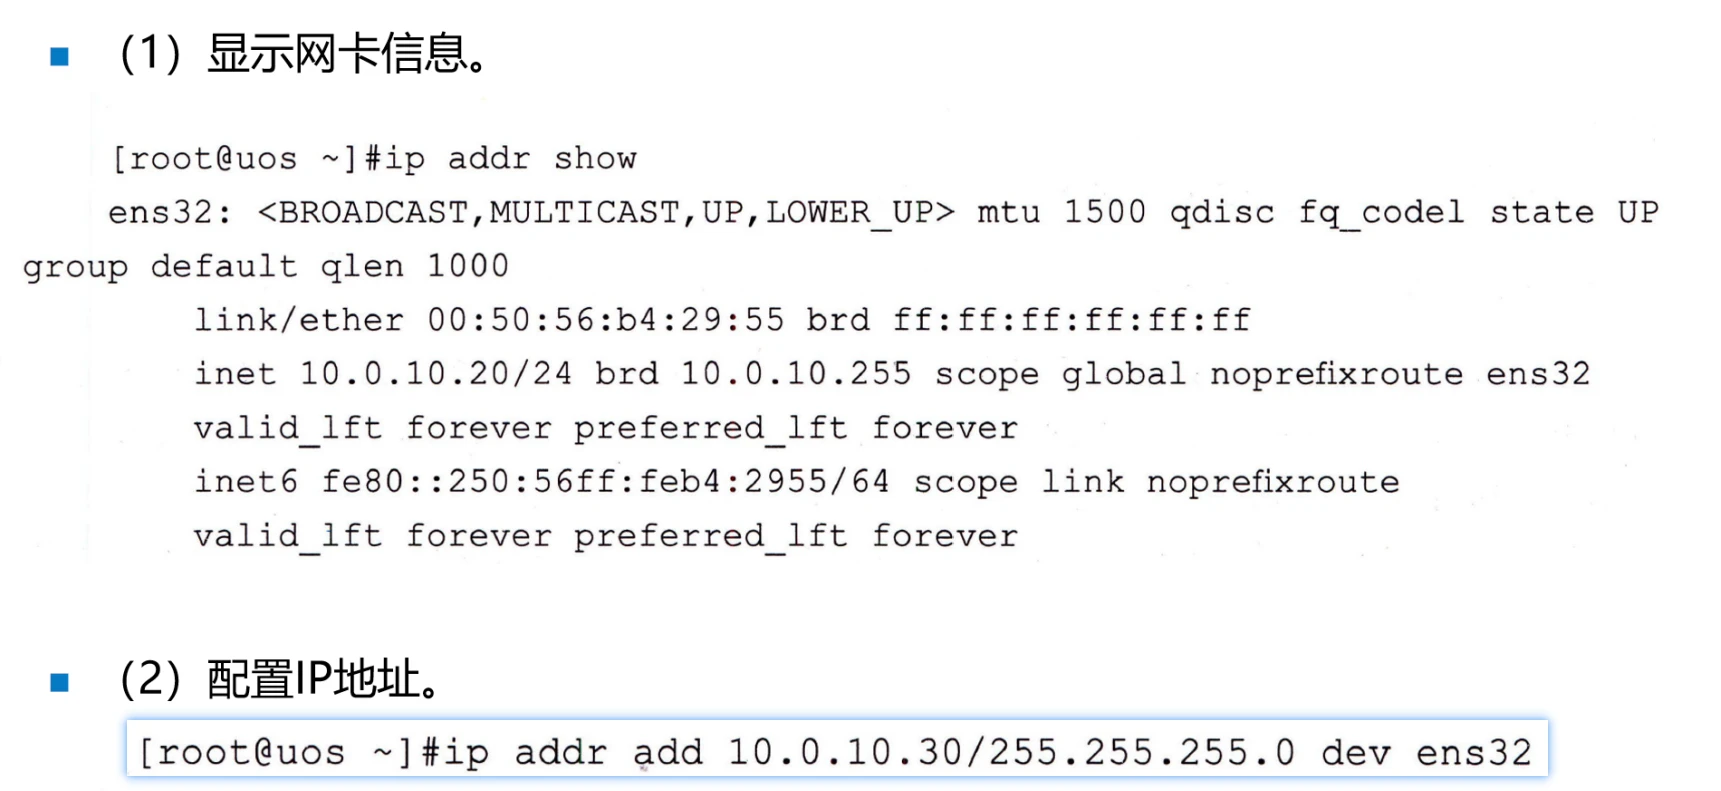 (1) 显示网卡信息。
[root@uos ~]#ip addr show
ens32: <BROADCAST,MULTICAST,UP,LOWER_UP> mtu 1500 qdisc fq_codel state UP
group default qlen 1000
link/ether 00:50:56:b4:29:55 brd ff:ff:ff:ff:ff:ff
inet 10.0.10.20/24 brd 10.0.10.255 scope global noprefixroute ens32
valid_lft forever preferred_lft forever
inet6 fe80::250:56ff:feb4:2955/64 scope link noprefixroute
valid_lft forever preferred_lft forever
(2) 配置IP地址。
[root@uos ~]#ip addr add 10.0.10.30/255.255.255.0 dev ens32